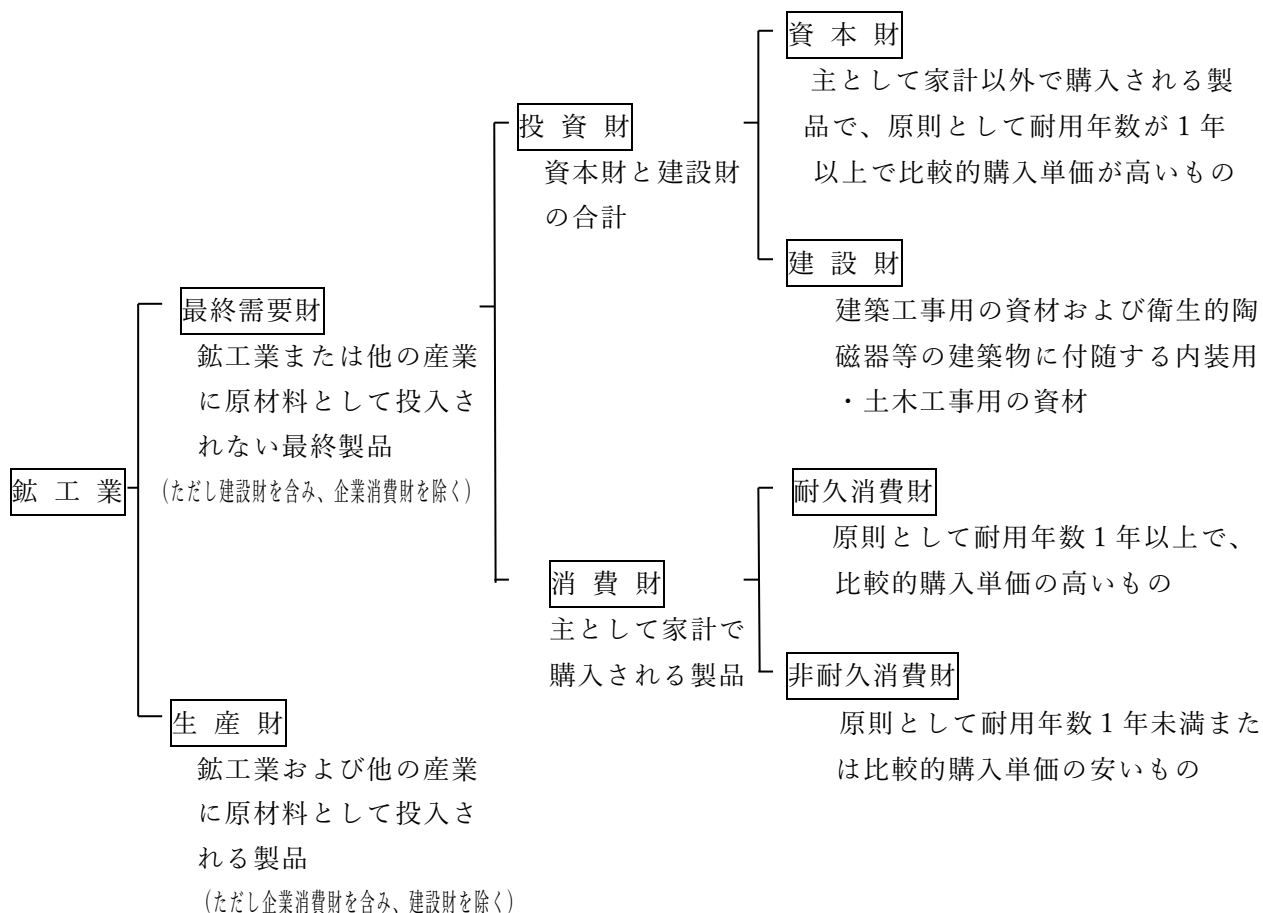 鉱 工 業
最終需要財
鉱工業または他の産業
に原材料として投入さ
れない最終製品
(ただし建設財を含み、企業消費財を除く)
投 資 財
資本財と建設財
の合計
資 本 財
主として家計以外で購入される製
品で、原則として耐用年数が１年
以上で比較的購入単価が高いもの
建 設 財
建築工事用の資材および衛生的陶
磁器等の建築物に付随する内装用
・土木工事用の資材
消 費 財
主として家計で
購入される製品
耐久消費財
原則として耐用年数１年以上で、
比較的購入単価の高いもの
非耐久消費財
原則として耐用年数１年未満また
は比較的購入単価の安いもの
生 産 財
鉱工業および他の産業
に原材料として投入さ
れる製品
(ただし企業消費財を含み、建設財を除く)